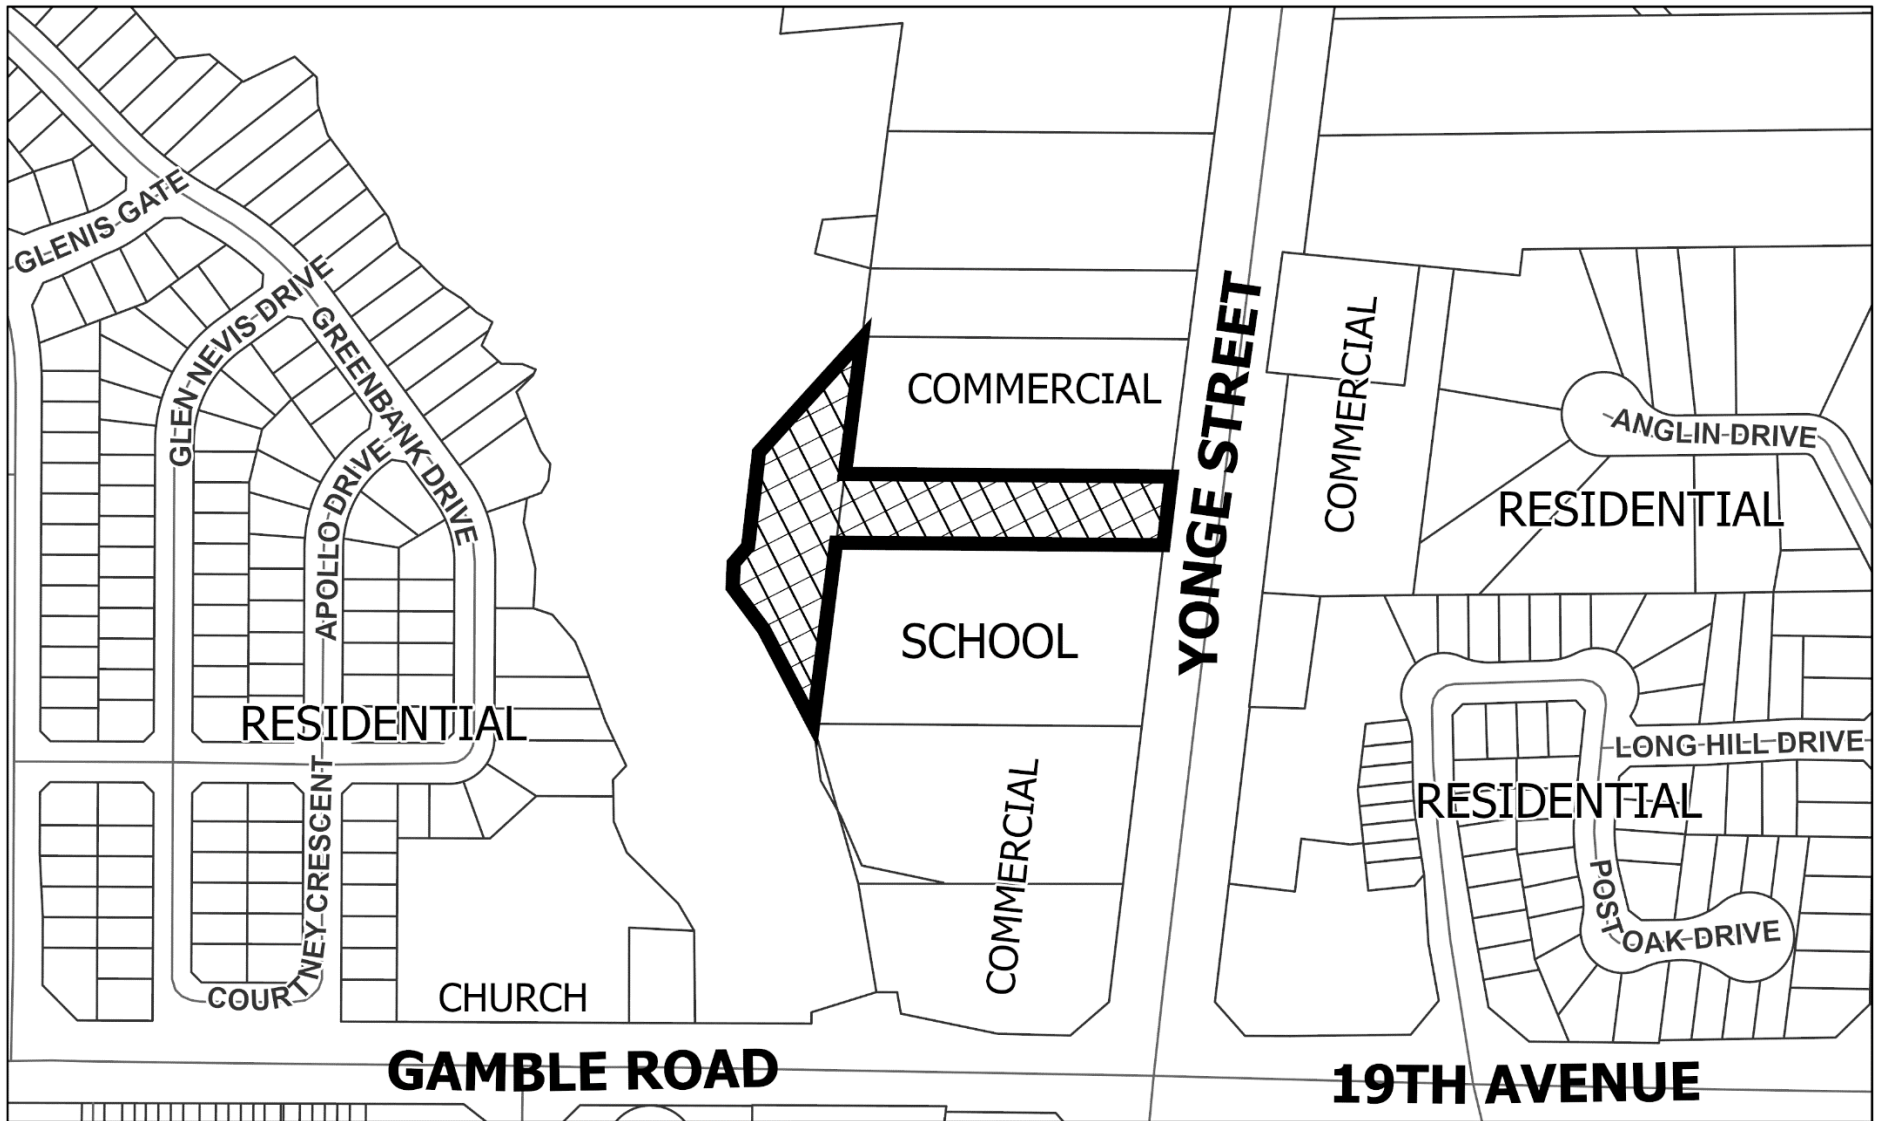 GLENIS GATE
GLEN NEVIS DRIVE
GREENBANK DRIVE
APOLLO DRIVE
RESIDENTIAL
COURTNEY CRESCENT
CHURCH
GAMBLE ROAD
COMMERCIAL
SCHOOL
COMMERCIAL
YONGE STREET
COMMERCIAL
ANGLIN DRIVE
RESIDENTIAL
LONG HILL DRIVE
RESIDENTIAL
POST OAK DRIVE
19TH AVENUE